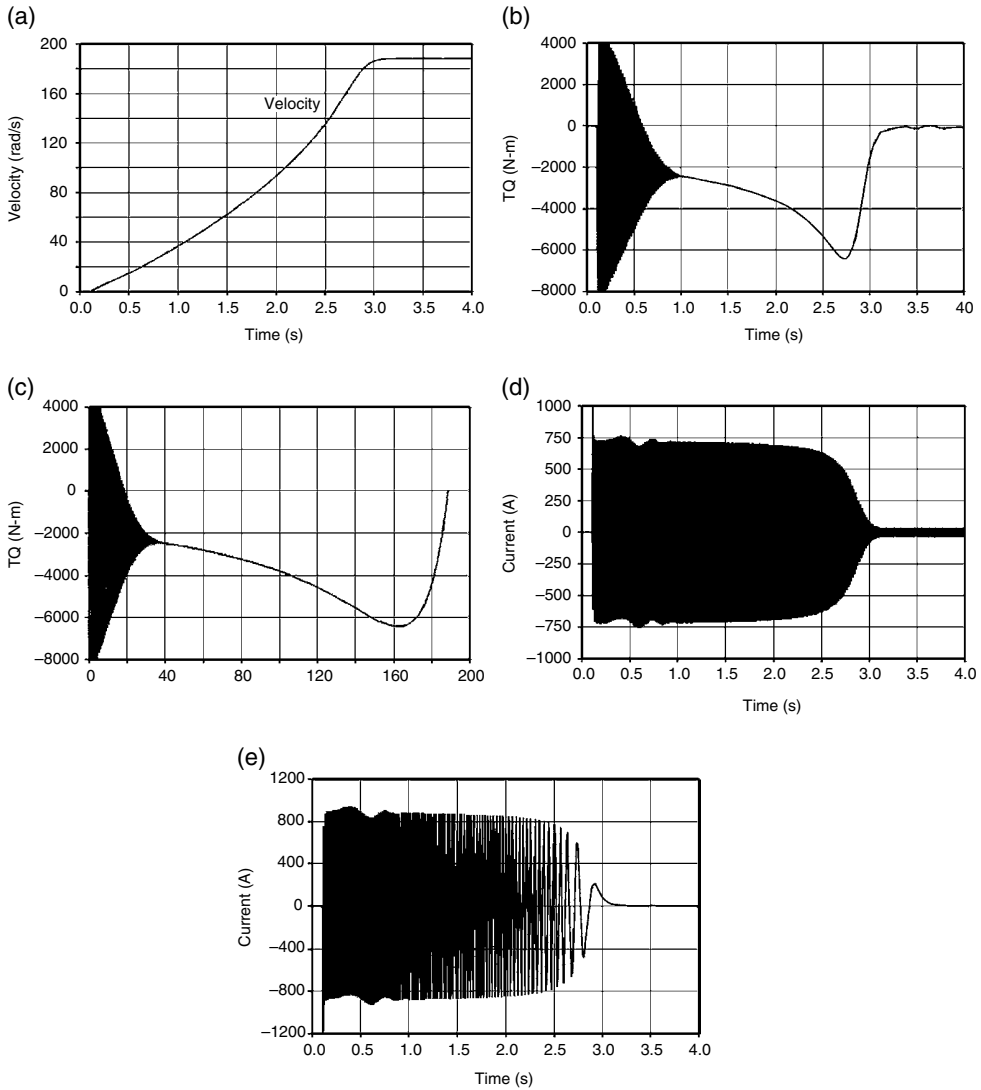 (a)
200
160
120
80
40
0
Velocity (rad/s)
Velocity
0.0 0.5 1.0 1.5 2.0 2.5 3.0 3.5 4.0
Time (s)
(b)
4000
2000
0
−2000
−4000
−6000
−8000
TQ (N-m)
0.0 0.5 1.0 1.5 2.0 2.5 3.0 3.5 4.0
Time (s)
(c)
4000
2000
0
−2000
−4000
−6000
−8000
TQ (N-m)
0 40 80 120 160 200
(d)
1000
750
500
250
0
−250
−500
−750
−1000
Current (A)
0.0 0.5 1.0 1.5 2.0 2.5 3.0 3.5 4.0
Time (s)
(e)
1200
800
400
0
−400
−800
−1200
Current (A)
0.0 0.5 1.0 1.5 2.0 2.5 3.0 3.5 4.0
Time (s)